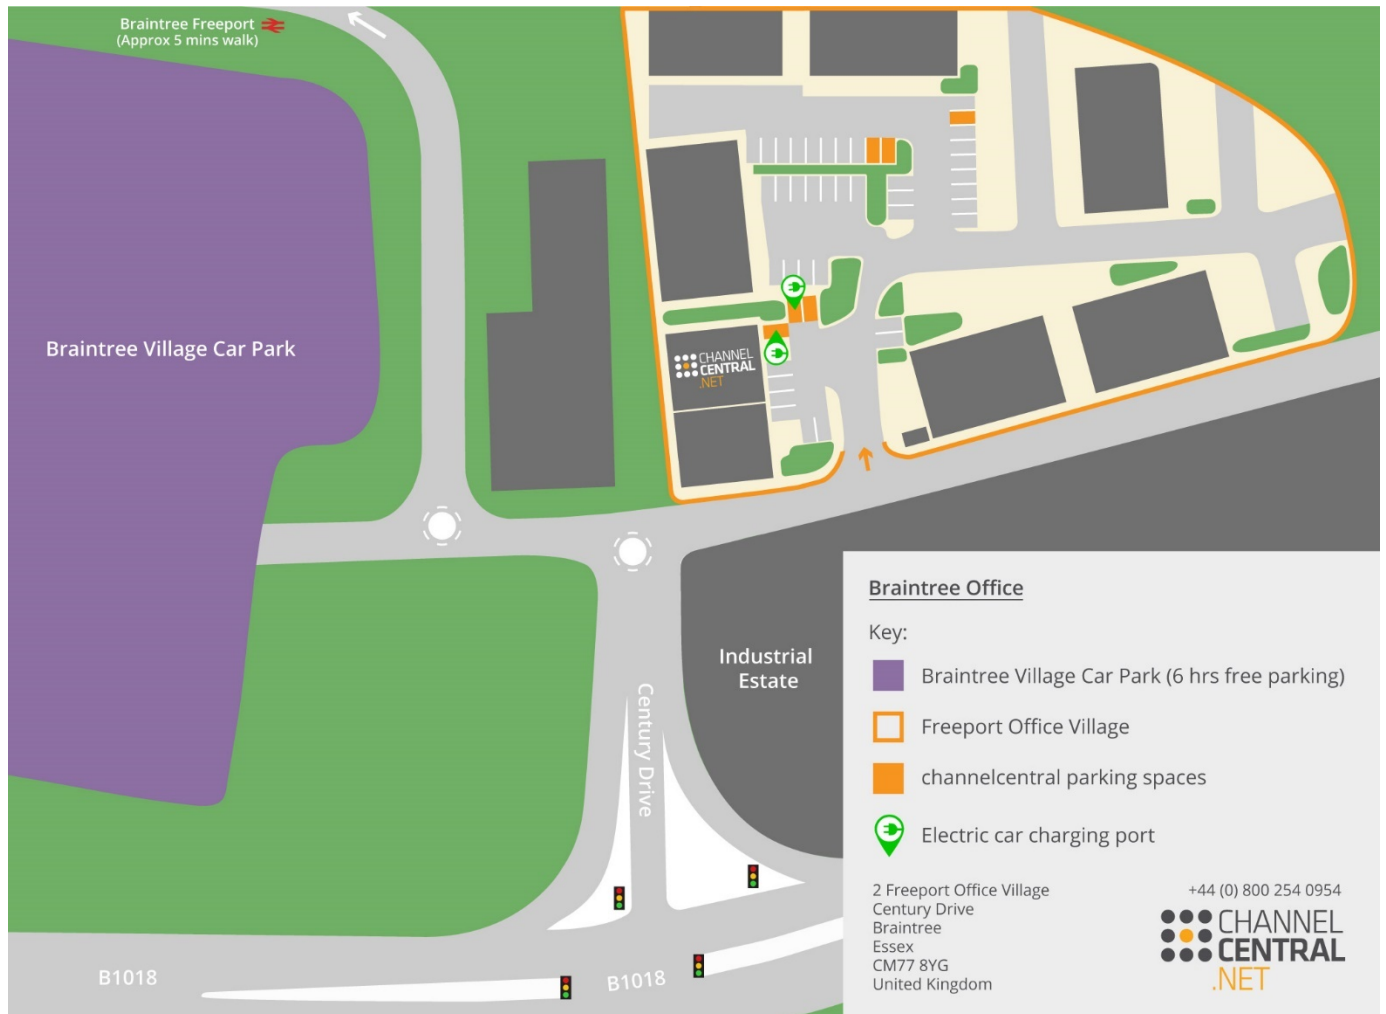 Braintree Freeport
(Approx 5 mins walk)
Braintree Village Car Park
CHANNEL
CENTRAL
.NET
Industrial
Estate
Century Drive
B1018
B1018
Braintree Office
Key:
Braintree Village Car Park (6 hrs free parking)
Freeport Office Village
channelcentral parking spaces
Electric car charging port
2 Freeport Office Village
Century Drive
Braintree
Essex
CM77 8YG
United Kingdom
+44 (0) 800 254 0954
CHANNEL
CENTRAL
.NET